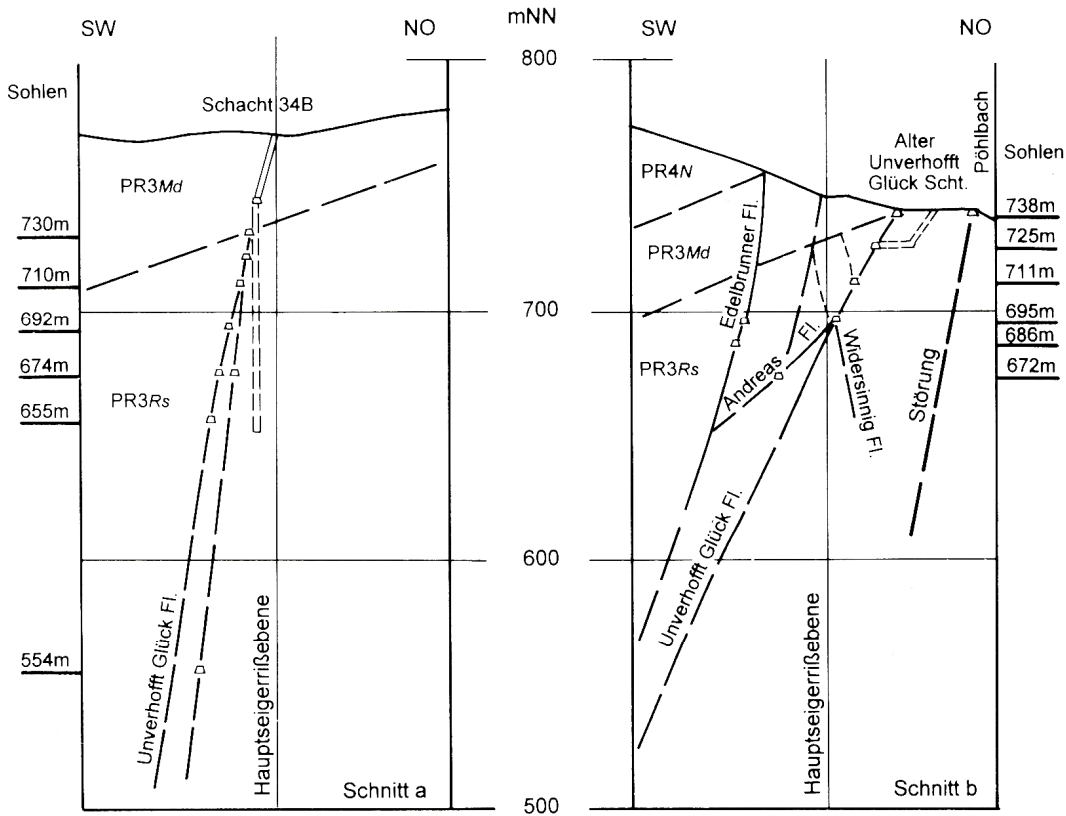 SW
NO
mNN
SW
NO
800
Sohlen
Schacht 34B
PR3Md
730m
710m
692m
674m
PR3Rs
655m
554m
Unverhofft Glück Fl.
Hauptseigerrißebene
Schnitt a
700
600
500
PR4N
Alter
Unverhofft
Glück Scht.
Pöhlbach
Sohlen
738m
725m
711m
695m
686m
672m
PR3Md
Edelbrunner Fl.
PR3Rs
Andreas Fl.
Widersinnig Fl.
Störung
Unverhofft Glück Fl.
Hauptseigerrißebene
Schnitt b